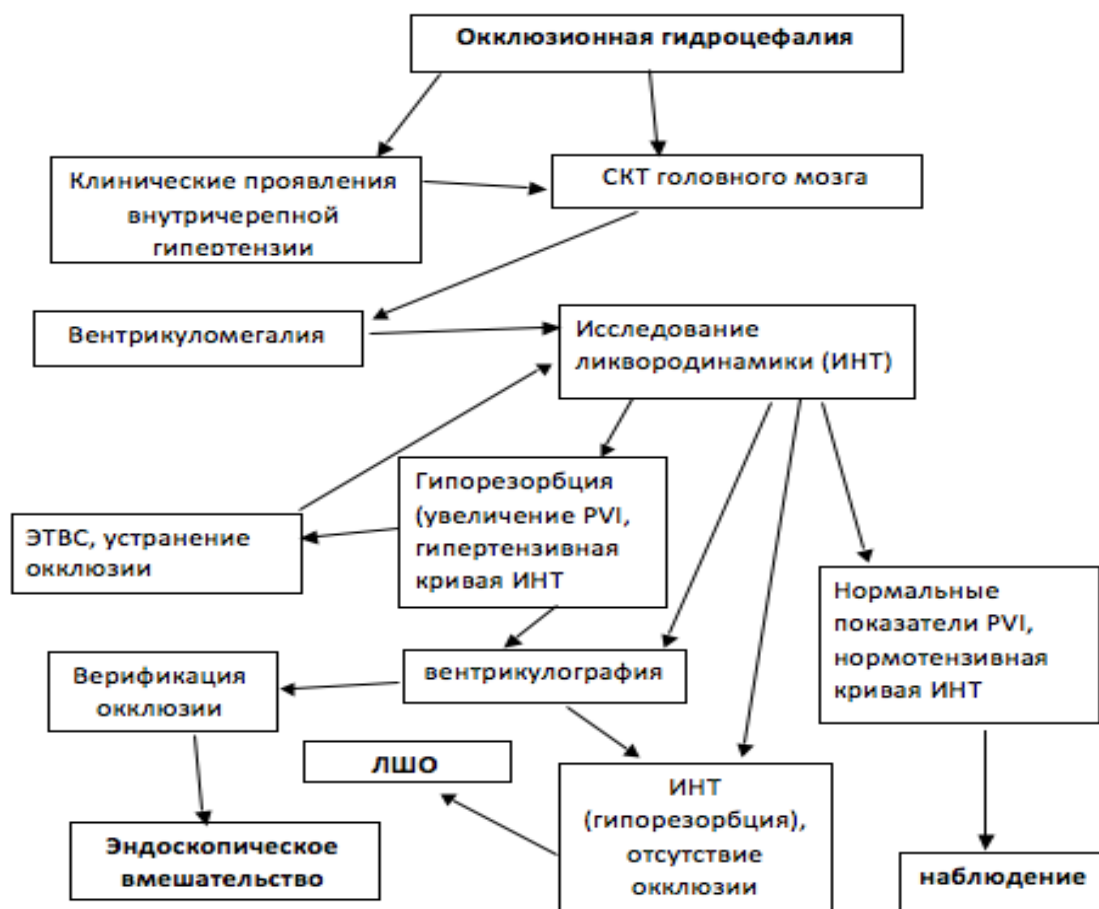 Окклюзионная гидроцефалия
Клинические проявления
внутричерепной
гипертензии
СКТ головного мозга
Вентрикуломегалия
Исследование
ликвородинамики (ИНТ)
Гипорезорбция
(увеличение PVI,
гипертензивная
кривая ИНТ
ЭТВС, устранение
окклюзии
Нормальные
показатели PVI,
нормотензивная
кривая ИНТ
вентрикулография
Верификация
окклюзии
ЛШО
ИНТ
(гипорезорбция),
отсутствие
окклюзии
Эндоскопическое
вмешательство
наблюдение